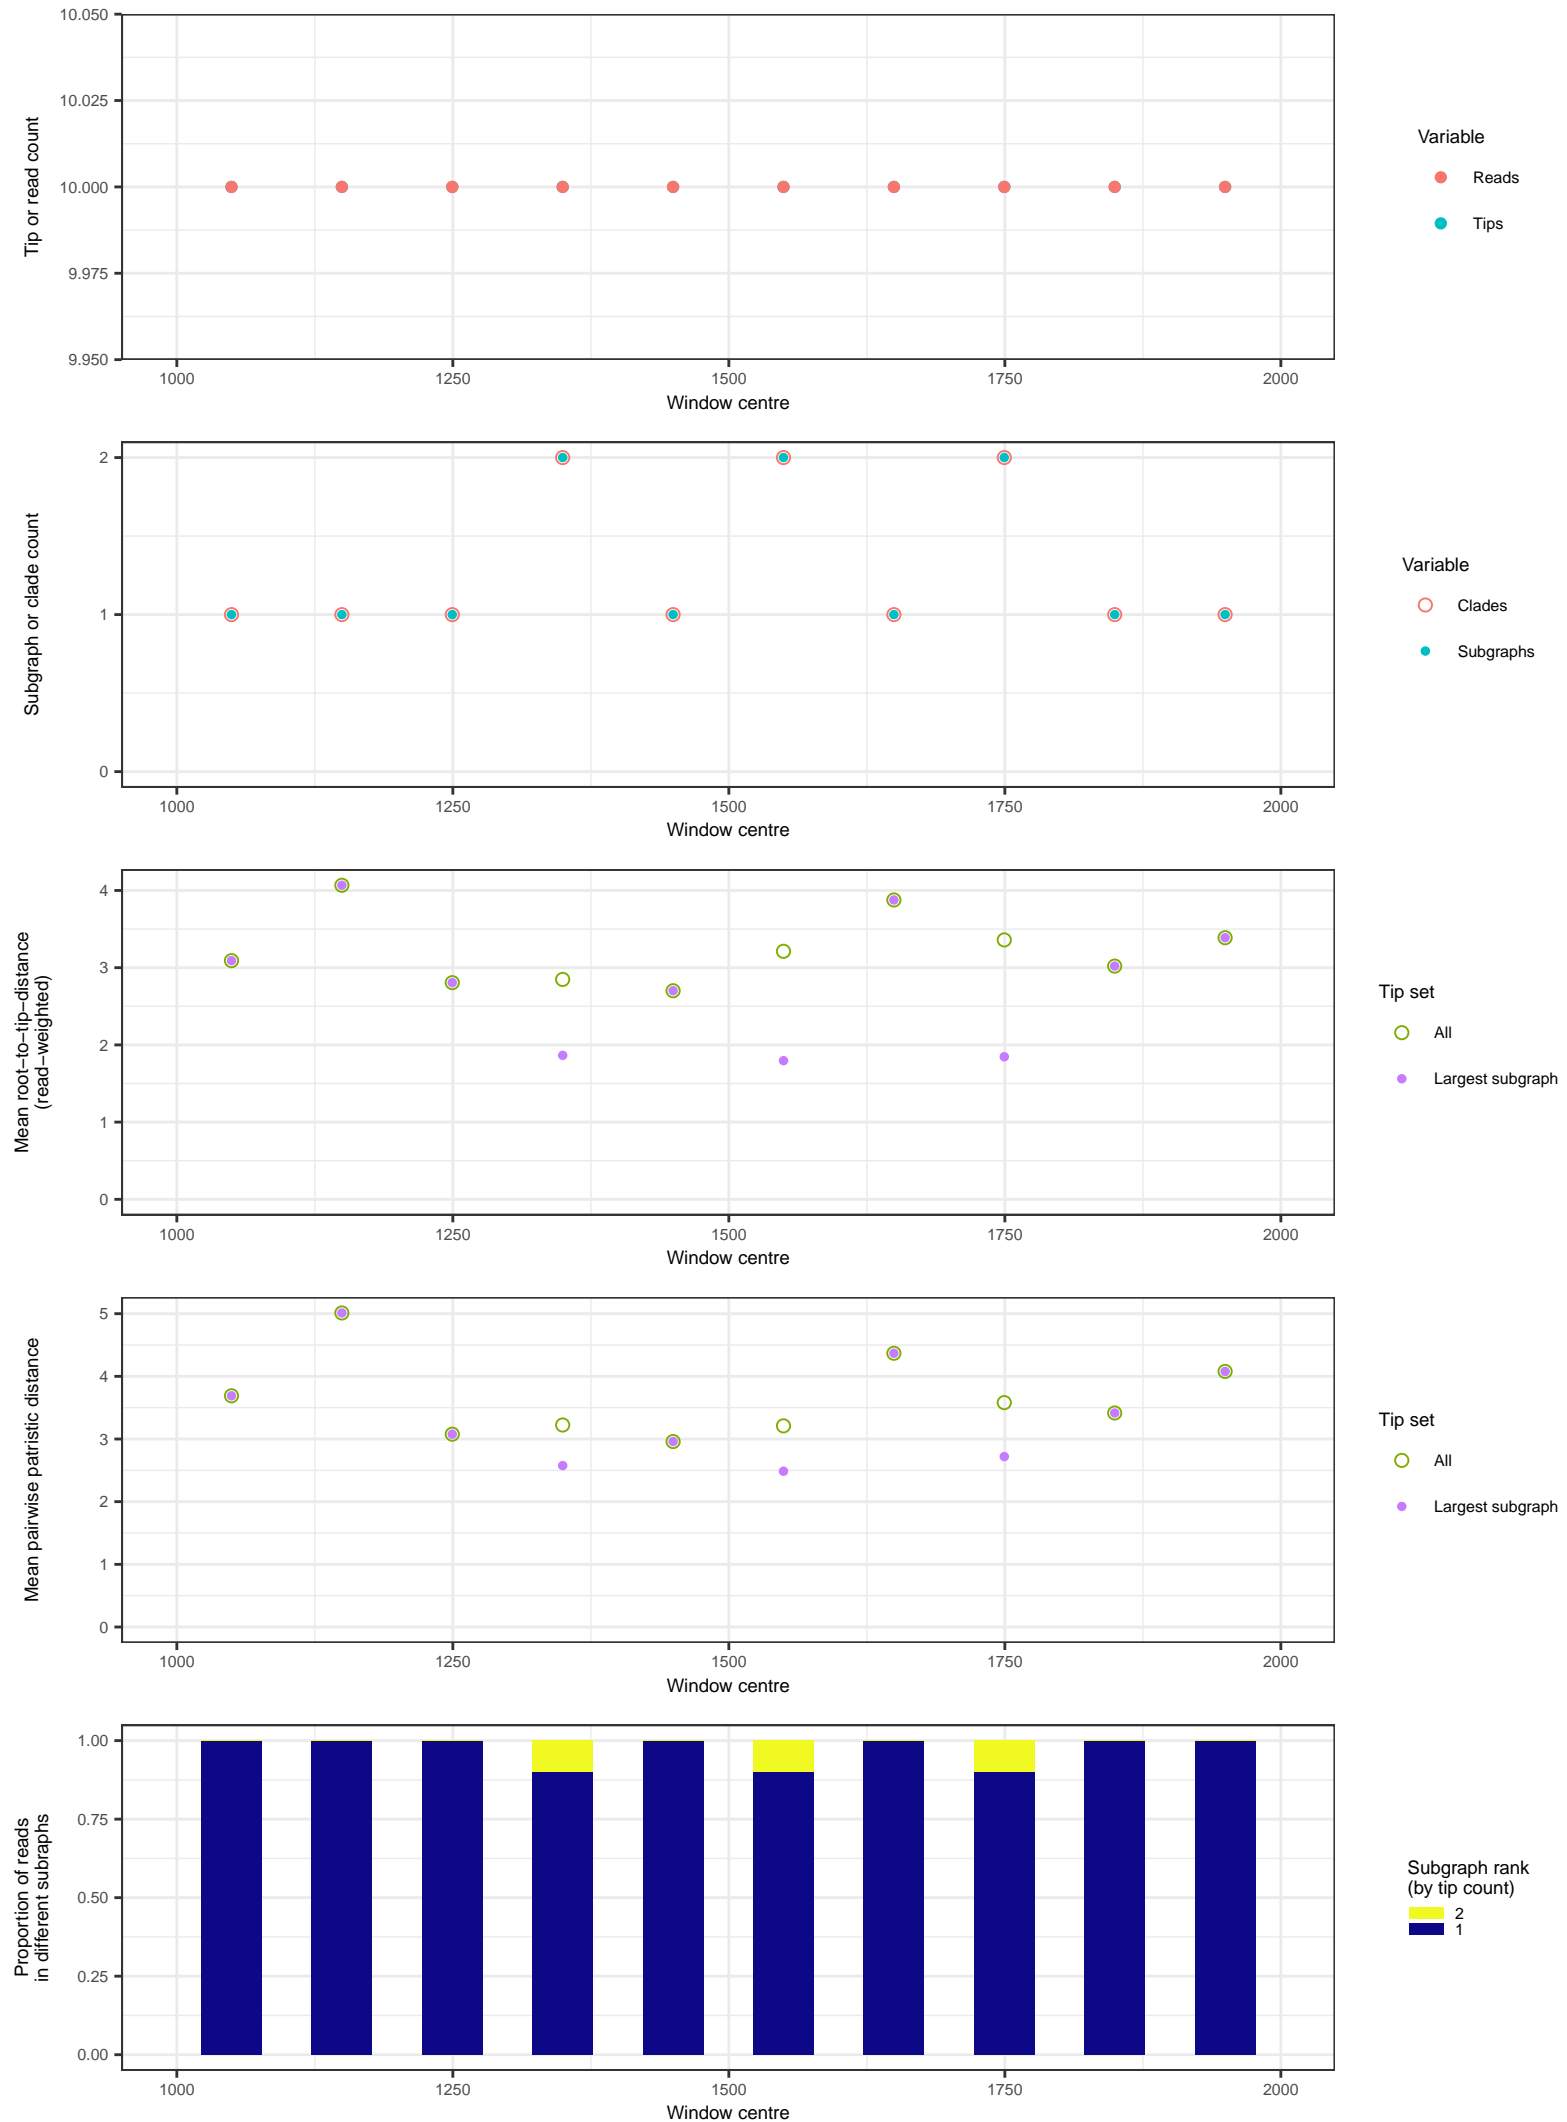 10.050
10.025
10.000
9.975
9.950
Tip or read count
1000 1250 1500 1750 2000
Window centre
Variable
Reads
Tips
2
1
0
Subgraph or clade count
1000 1250 1500 1750 2000
Window centre
Variable
Clades
Subgraphs
4
3
2
1
0
Mean root−to−tip−distance
(read−weighted)
1000 1250 1500 1750 2000
Window centre
Tip set
All
Largest subgraph
5
4
3
2
1
0
Mean pairwise patristic distance
1000 1250 1500 1750 2000
Window centre
Tip set
All
Largest subgraph
1.00
0.75
0.50
0.25
0.00
Proportion of reads
in different subraphs
1000 1250 1500 1750 2000
Window centre
Subgraph rank
(by tip count)
2
1